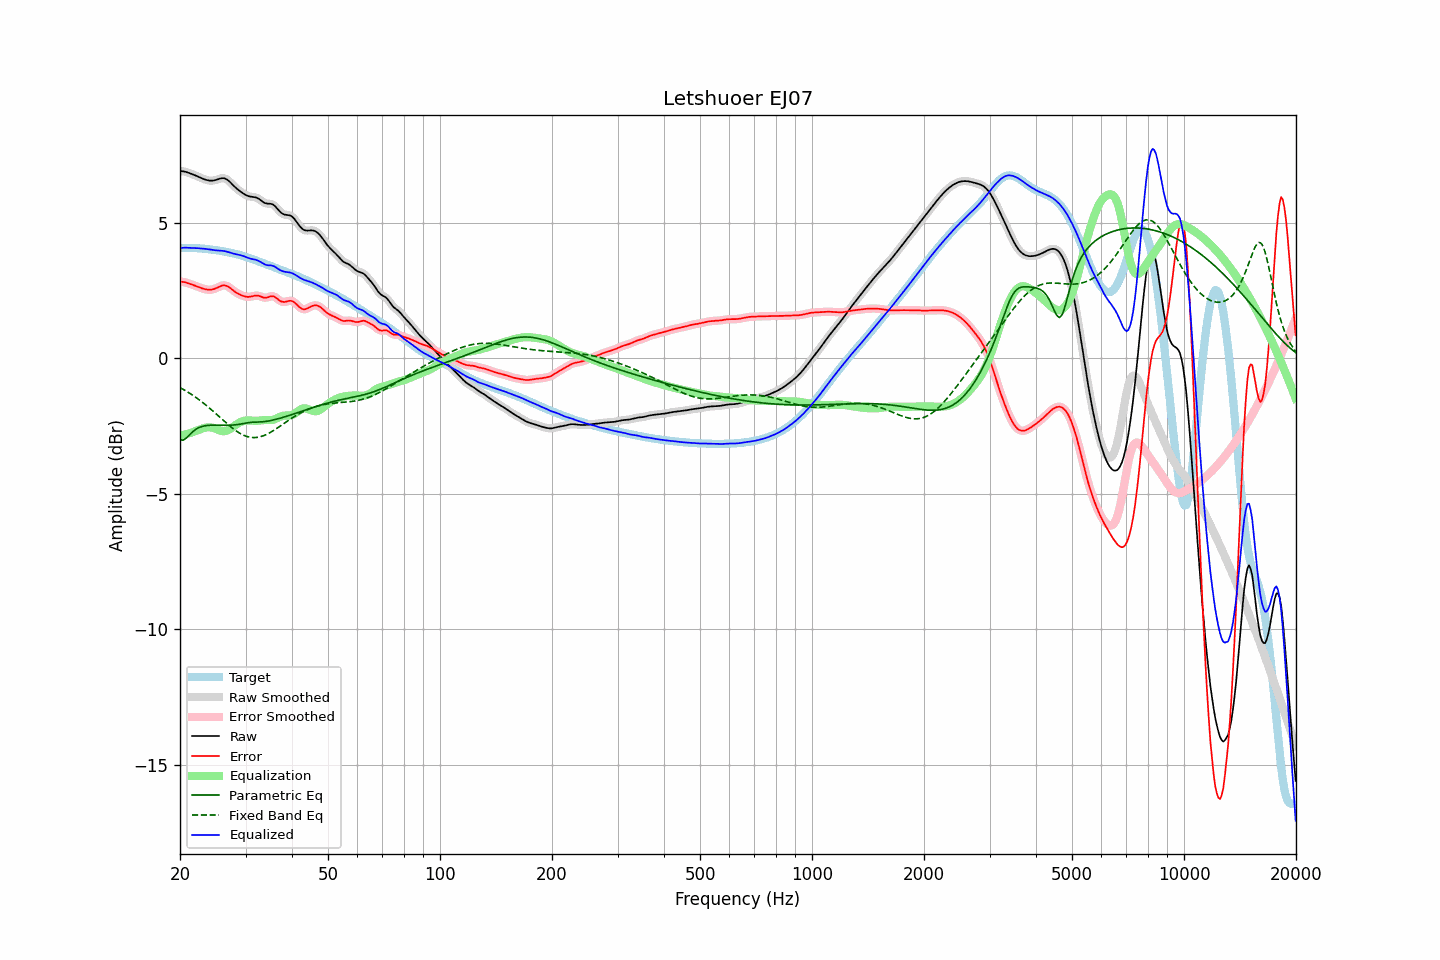 Letshuoer EJ07
Amplitude (dBr)
5
0
−5
−10
−15
Target
Raw Smoothed
Error Smoothed
Raw
Error
Equalization
Parametric Eq
Fixed Band Eq
Equalized
20 50 100 200 500 1000 2000 5000 10000 20000
Frequency (Hz)